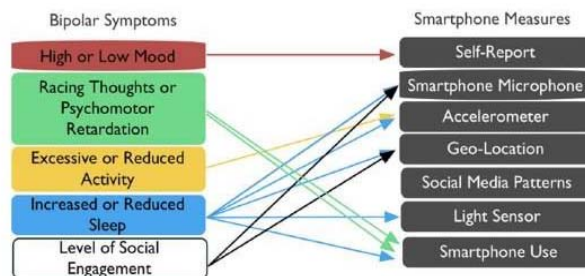 Bipolar Symptoms
High or Low Mood
Racing Thoughts or
Psychomotor
Retardation
Excessive or Reduced
Activity
Increased or Reduced
Sleep
Level of Social
Engagement
Smartphone Measures
Self-Report
Smartphone Microphone
Accelerometer
Geo-Location
Social Media Patterns
Light Sensor
Smartphone Use